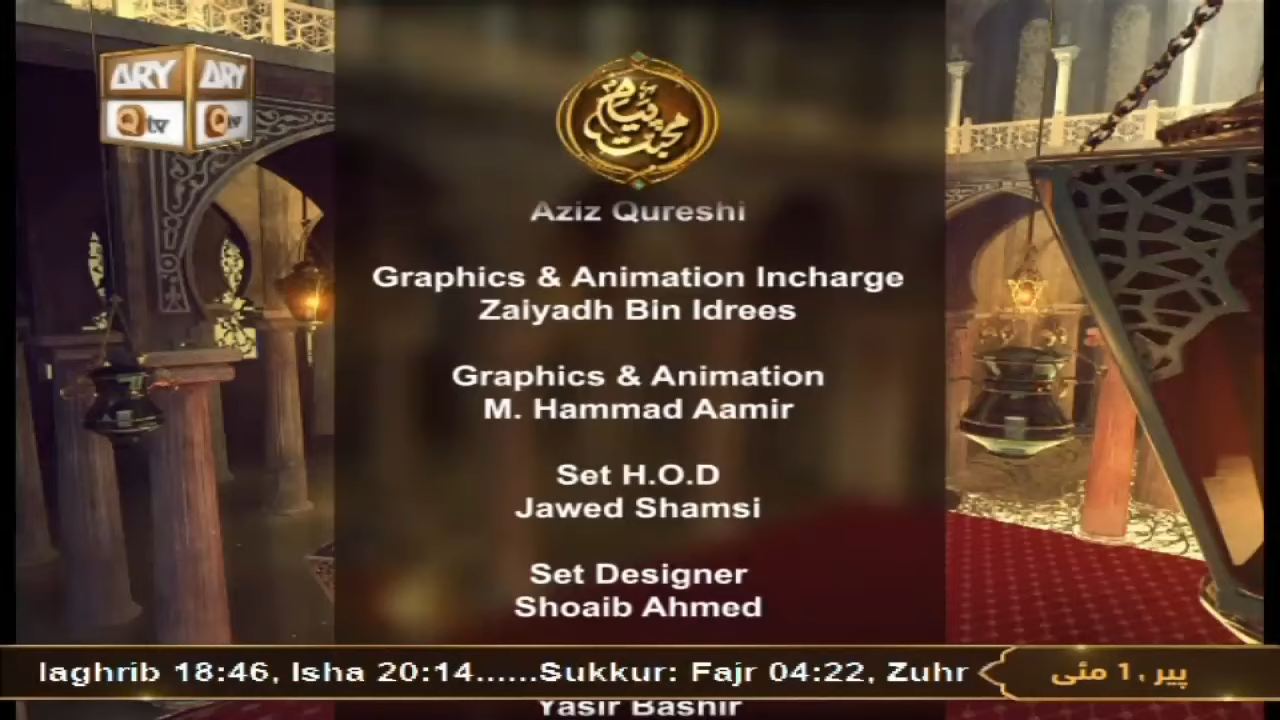 ARY ARY
Qtv Qtv
پیام
محبت
Aziz Qureshi
Graphics & Animation Incharge
Zaiyadh Bin Idrees
Graphics & Animation
M. Hammad Aamir
Set H.O.D
Jawed Shamsi
Set Designer
Shoaib Ahmed
laghrib 18:46, Isha 20:14......Sukkur: Fajr 04:22, Zuhr
پیر، 1 مئی
Yasir Bashir